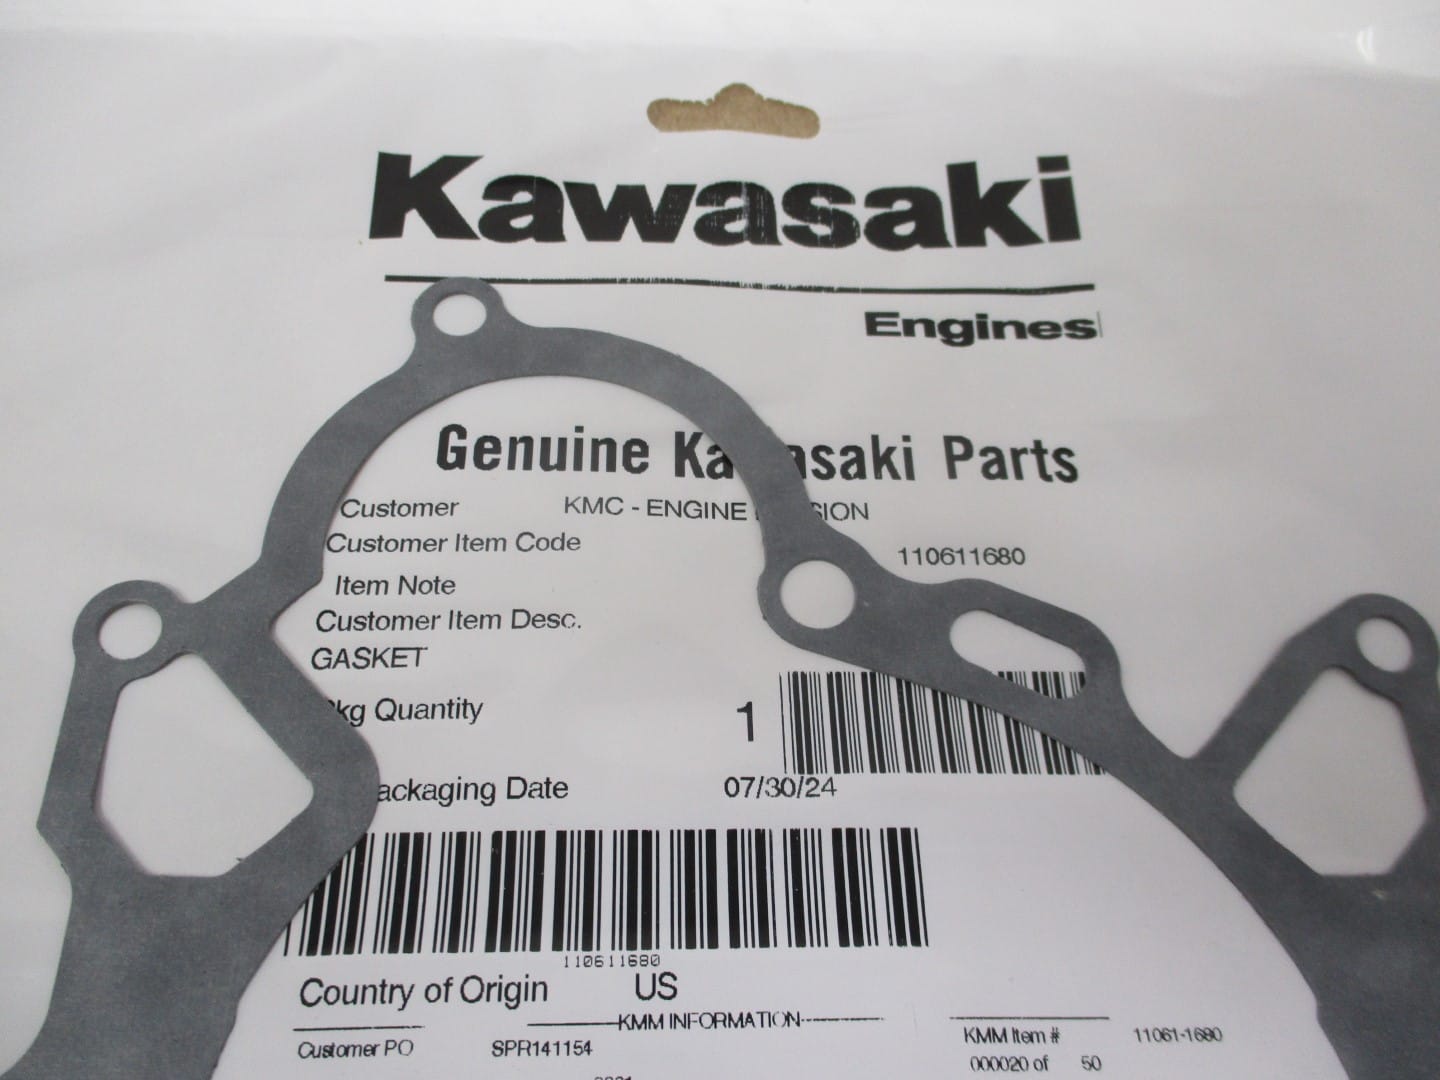 Kawasaki
Engines
Genuine Kawasaki Parts
Customer KMC - ENGINE DIVISION
Customer Item Code 110611680
Item Note
Customer Item Desc.
GASKET
Pkg Quantity 1
Packaging Date 07/30/24
110611680
Country of Origin US
KMM INFORMATION
Customer PO SPR141154 KMM Item # 11061-1680
000020 of 50